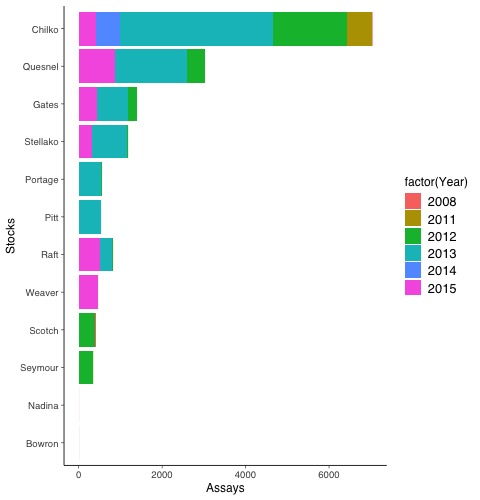 Chilko
Quesnel
Gates
Stellako
Portage
Pitt
Raft
Weaver
Scotch
Seymour
Nadina
Bowron
Stocks
0 2000 4000 6000
Assays
factor(Year)
2008
2011
2012
2013
2014
2015